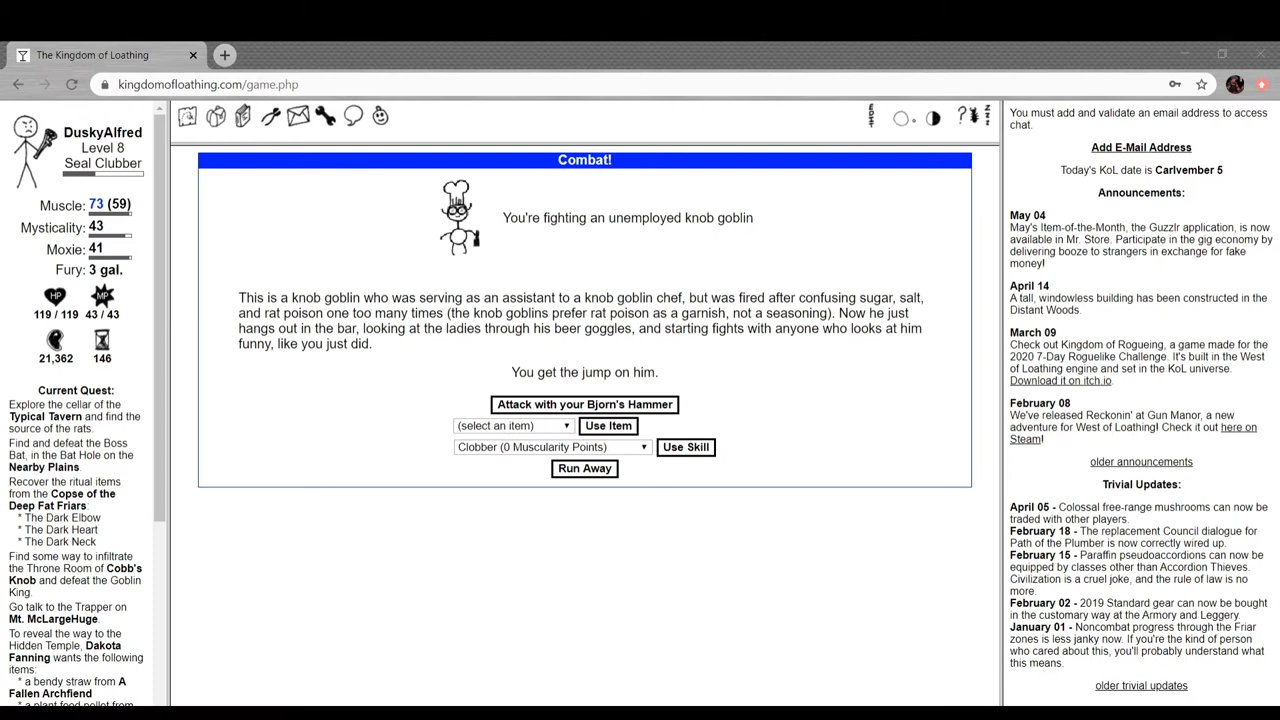 The Kingdom of Loathing
kingdomofloathing.com/game.php
DuskyAlfred
Level 8
Seal Clubber
Muscle: 73 (59)
Mysticality: 43
Moxie: 41
Fury: 3 gal.
HP MP
119 / 119 43 / 43
21,362 146
Current Quest:
Explore the cellar of the
Typical Tavern and find the
source of the rats.
Find and defeat the Boss
Bat, in the Bat Hole on the
Nearby Plains.
Recover the ritual items
from the Copse of the
Deep Fat Friars:
* The Dark Elbow
* The Dark Heart
* The Dark Neck
Find some way to infiltrate
the Throne Room of Cobb's
Knob and defeat the Goblin
King.
Go talk to the Trapper on
Mt. McLargeHuge.
To reveal the way to the
Hidden Temple, Dakota
Fanning wants the following
items:
* a bendy straw from A
Fallen Archfiend
* a plant food pellet from
Combat!
You're fighting an unemployed knob goblin
This is a knob goblin who was serving as an assistant to a knob goblin chef, but was fired after confusing sugar, salt,
and rat poison one too many times (the knob goblins prefer rat poison as a garnish, not a seasoning). Now he just
hangs out in the bar, looking at the ladies through his beer goggles, and starting fights with anyone who looks at him
funny, like you just did.
You get the jump on him.
Attack with your Bjorn's Hammer
(select an item) Use Item
Clobber (0 Muscularity Points) Use Skill
Run Away
You must add and validate an email address to access
chat.
Add E-Mail Address
Today's KoL date is Carlvember 5
Announcements:
May 04
May's Item-of-the-Month, the Guzzlr application, is now
available in Mr. Store. Participate in the gig economy by
delivering booze to strangers in exchange for fake
money!
April 14
A tall, windowless building has been constructed in the
Distant Woods.
March 09
Check out Kingdom of Rogueing, a game made for the
2020 7-Day Roguelike Challenge. It's built in the West
of Loathing engine and set in the KoL universe.
Download it on itch.io.
February 08
We've released Reckonin' at Gun Manor, a new
adventure for West of Loathing! Check it out here on
Steam!
older announcements
Trivial Updates:
April 05 - Colossal free-range mushrooms can now be
traded with other players.
February 18 - The replacement Council dialogue for
Path of the Plumber is now correctly wired up.
February 15 - Paraffin pseudoaccordions can now be
equipped by classes other than Accordion Thieves.
Civilization is a cruel joke, and the rule of law is no
more.
February 02 - 2019 Standard gear can now be bought
in the customary way at the Armory and Leggery.
January 01 - Noncombat progress through the Friar
zones is less janky now. If you're the kind of person
who cared about this, you'll probably understand what
this means.
older trivial updates